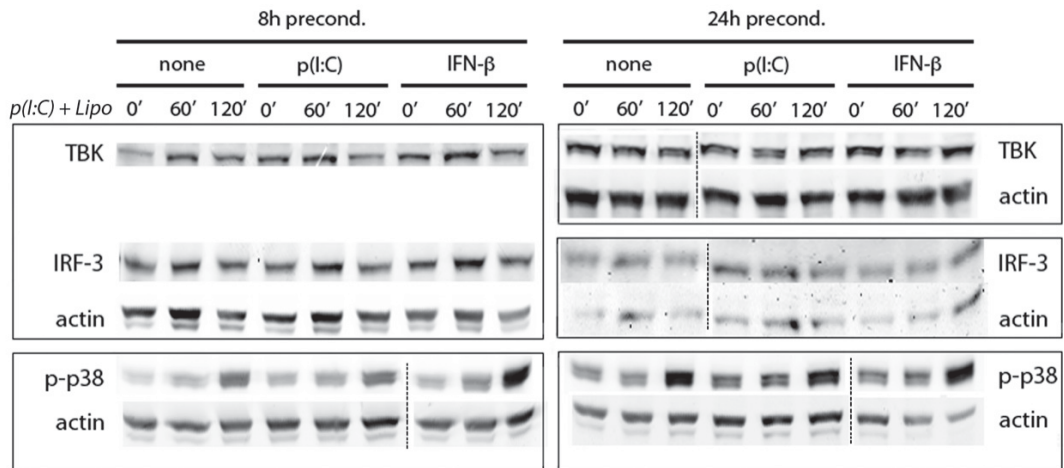 8h precond.
24h precond.
none p(I:C) IFN-β
none p(I:C) IFN-β
p(I:C) + Lipo 0′ 60′ 120′ 0′ 60′ 120′ 0′ 60′ 120′
0′ 60′ 120′ 0′ 60′ 120′ 0′ 60′ 120′
TBK
IRF-3
actin
p-p38
actin
TBK
actin
IRF-3
actin
p-p38
actin